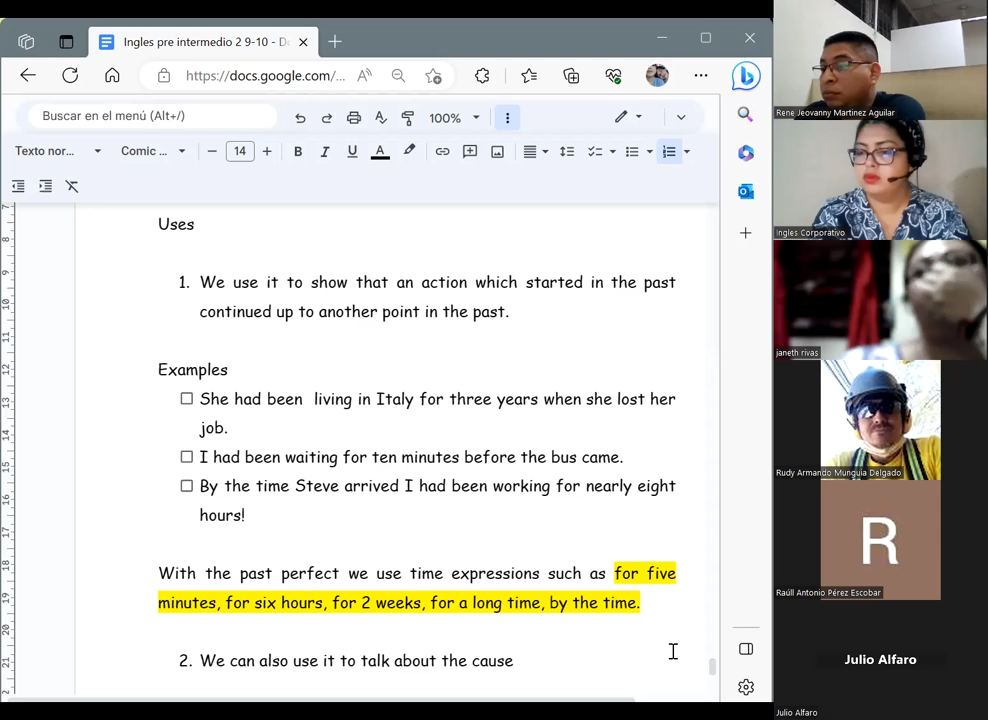 Ingles pre intermedio 2 9-10 - D
https://docs.google.com/...
Buscar en el menú (Alt+/)
100%
Texto nor...
Comic ...
14
Uses
1. We use it to show that an action which started in the past
continued up to another point in the past.
Examples
She had been living in Italy for three years when she lost her
job.
I had been waiting for ten minutes before the bus came.
By the time Steve arrived I had been working for nearly eight
hours!
With the past perfect we use time expressions such as for five
minutes, for six hours, for 2 weeks, for a long time, by the time.
2. We can also use it to talk about the cause
Rene Jeovanny Martinez Aguilar
Ingles Corporativo
janeth rivas
Rudy Armando Munguia Delgado
R
Raúll Antonio Pérez Escobar
Julio Alfaro
Julio Alfaro